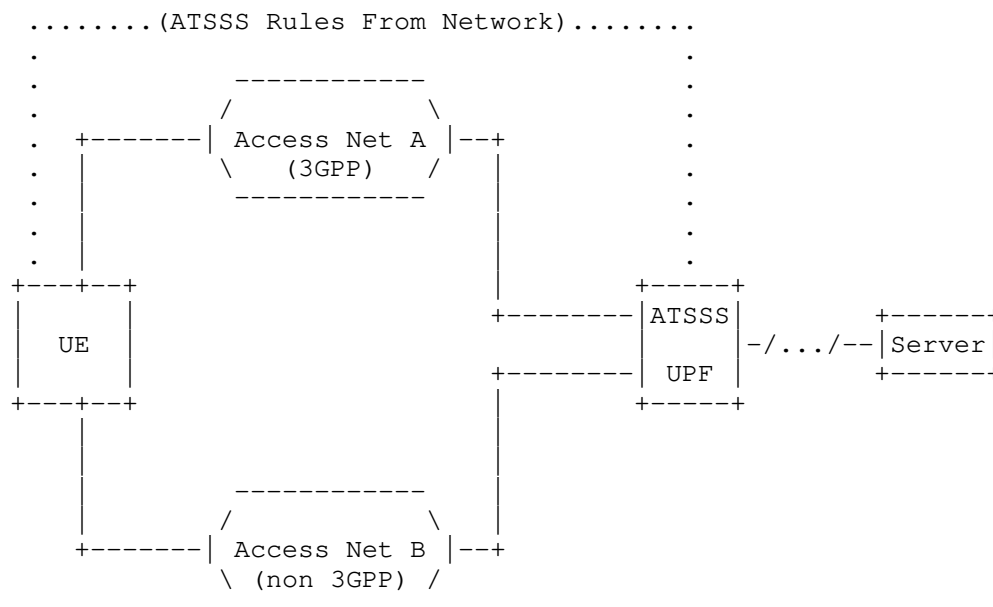 (ATSSS Rules From Network)
Access Net A
(3GPP)
ATSSS
UE
Server
UPF
Access Net B
(non 3GPP)